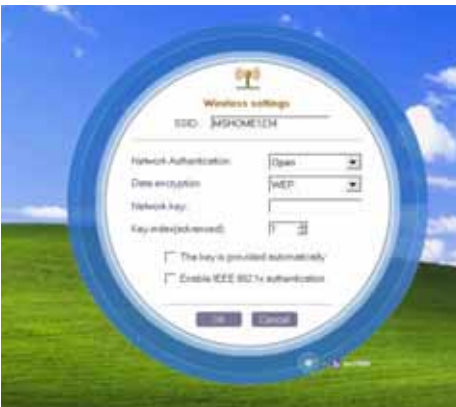 Wireless settings
SSID: MSHOME1234
Network Authentication: Open
Data encryption: WEP
Network key:
Key index(advanced): 1
The key is provided automatically
Enable IEEE 802.1x authentication
OK Cancel